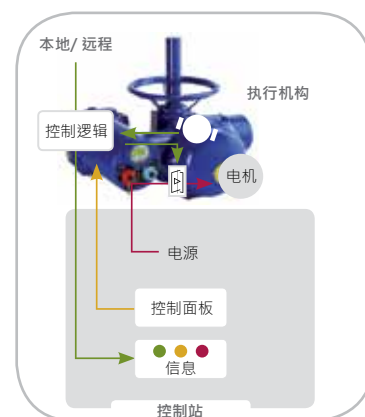 本地/ 远程
执行机构
控制逻辑
电机
电源
控制面板
信息
控制站